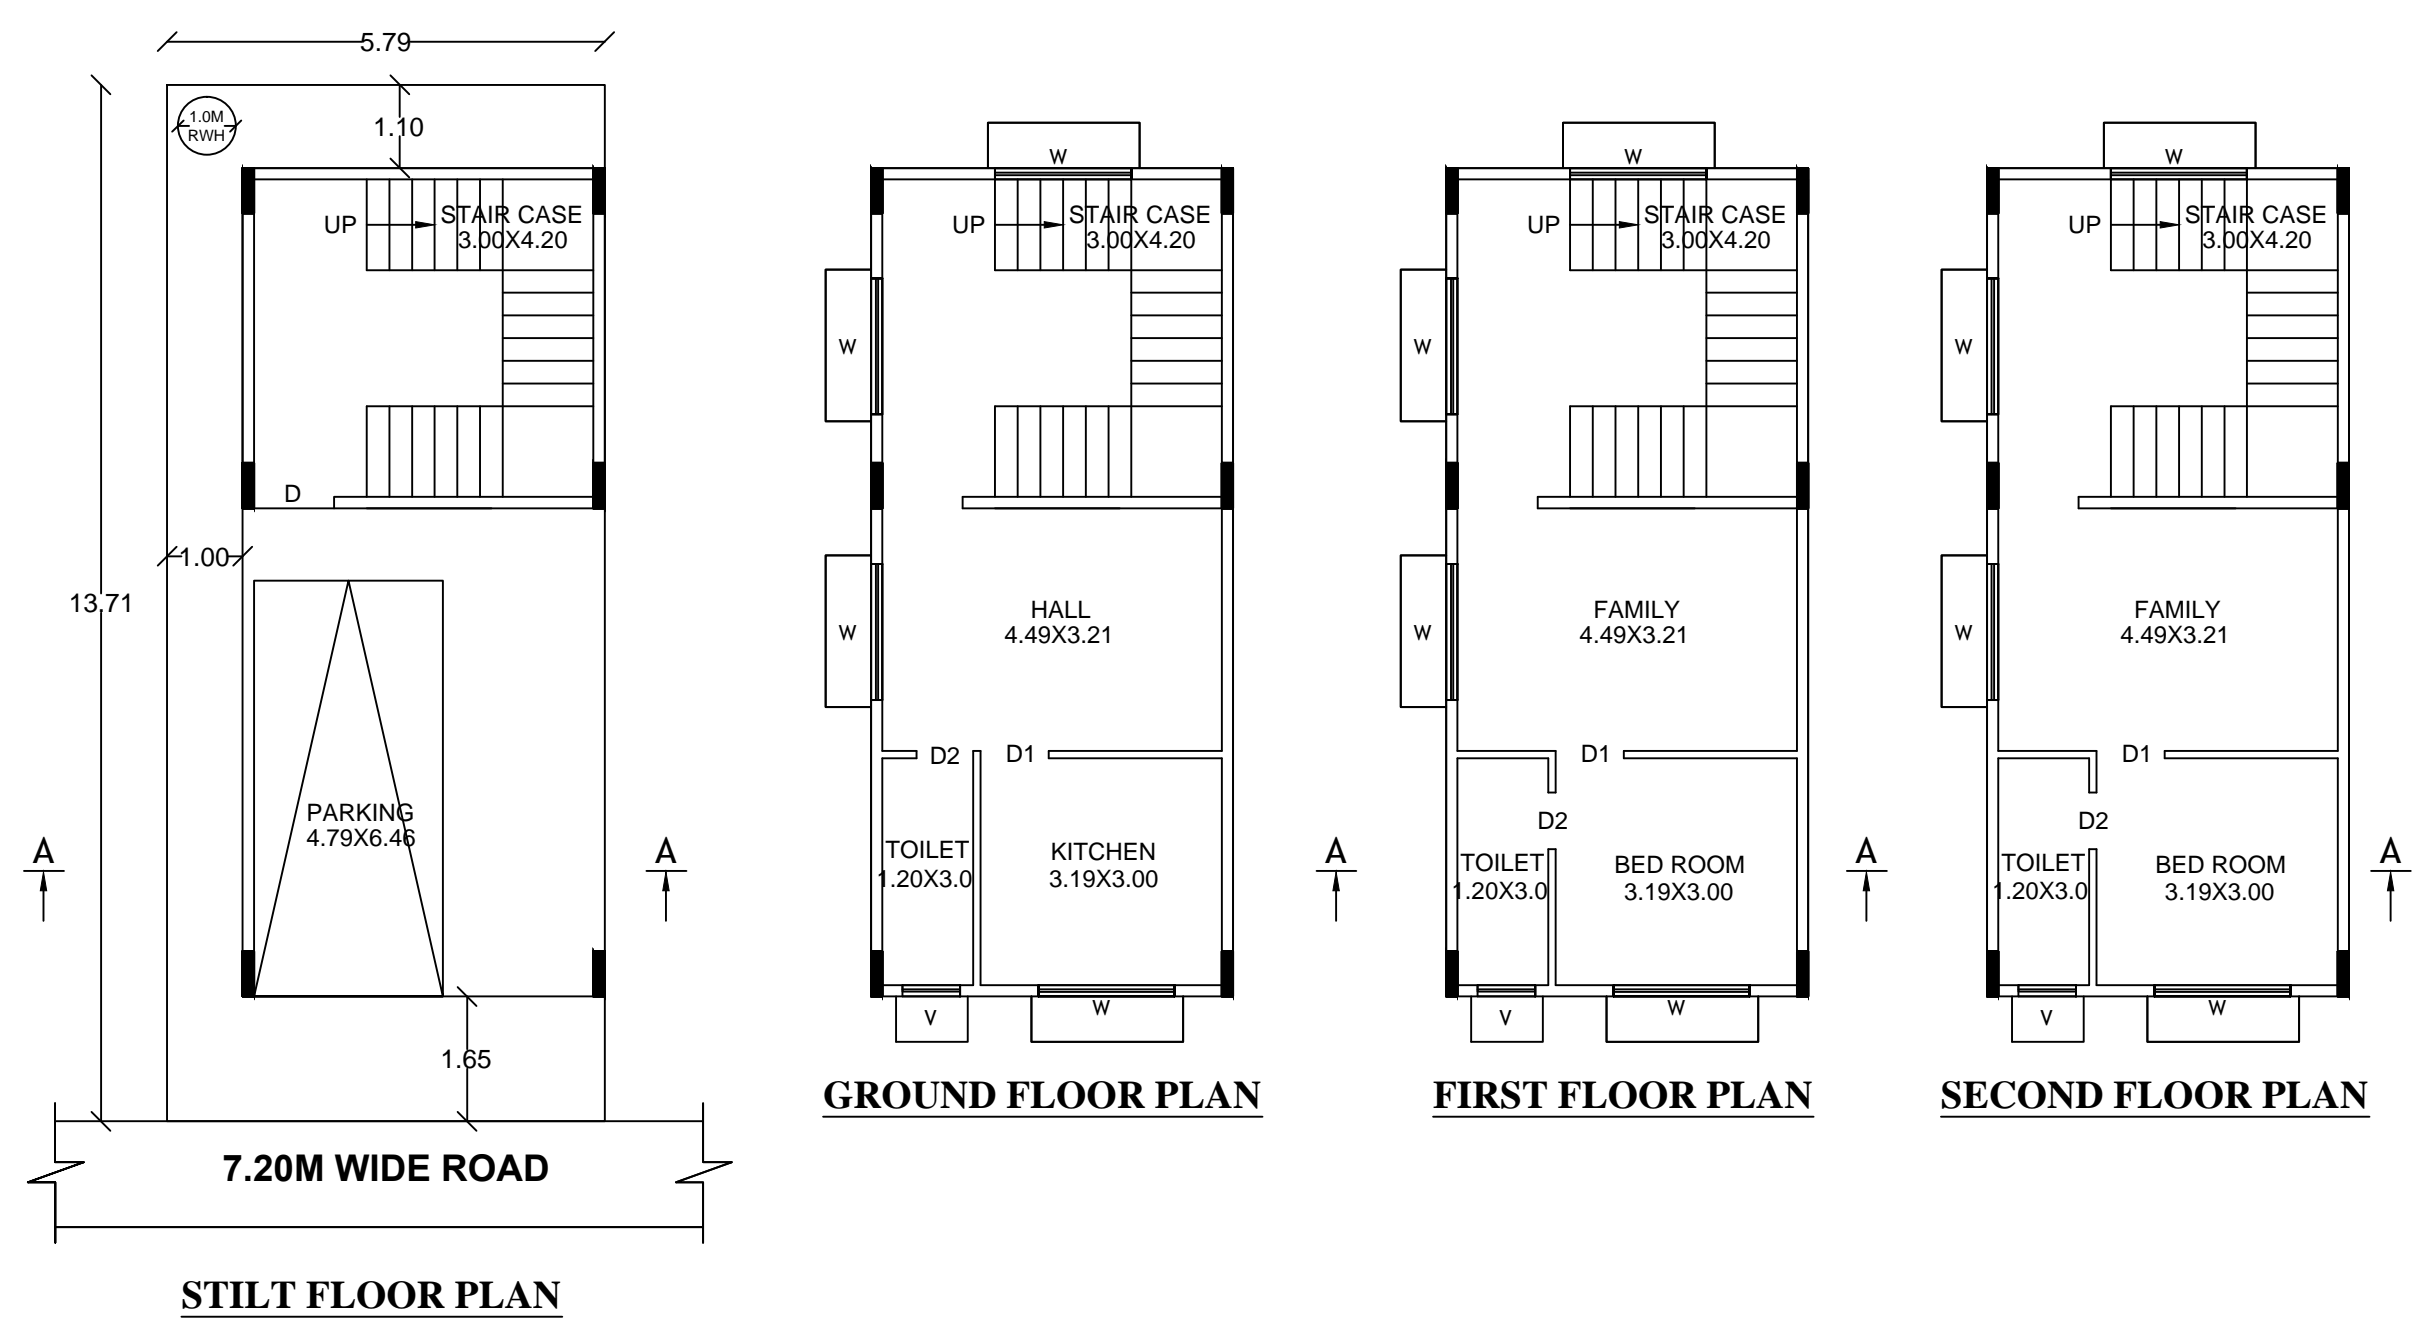 5.79
1.10
1.0M
RWH
UP
STAIR CASE
3.00X4.20
D
1.00
13.71
PARKING
4.79X6.46
A
A
1.65
7.20M WIDE ROAD
STILT FLOOR PLAN
W
UP
STAIR CASE
3.00X4.20
W
W
HALL
4.49X3.21
D2
D1
TOILET
1.20X3.0
KITCHEN
3.19X3.00
V
W
GROUND FLOOR PLAN
W
UP
STAIR CASE
3.00X4.20
W
W
FAMILY
4.49X3.21
D1
D2
A
A
TOILET
1.20X3.0
BED ROOM
3.19X3.00
V
W
FIRST FLOOR PLAN
W
UP
STAIR CASE
3.00X4.20
W
W
FAMILY
4.49X3.21
D1
D2
A
TOILET
1.20X3.0
BED ROOM
3.19X3.00
V
W
SECOND FLOOR PLAN